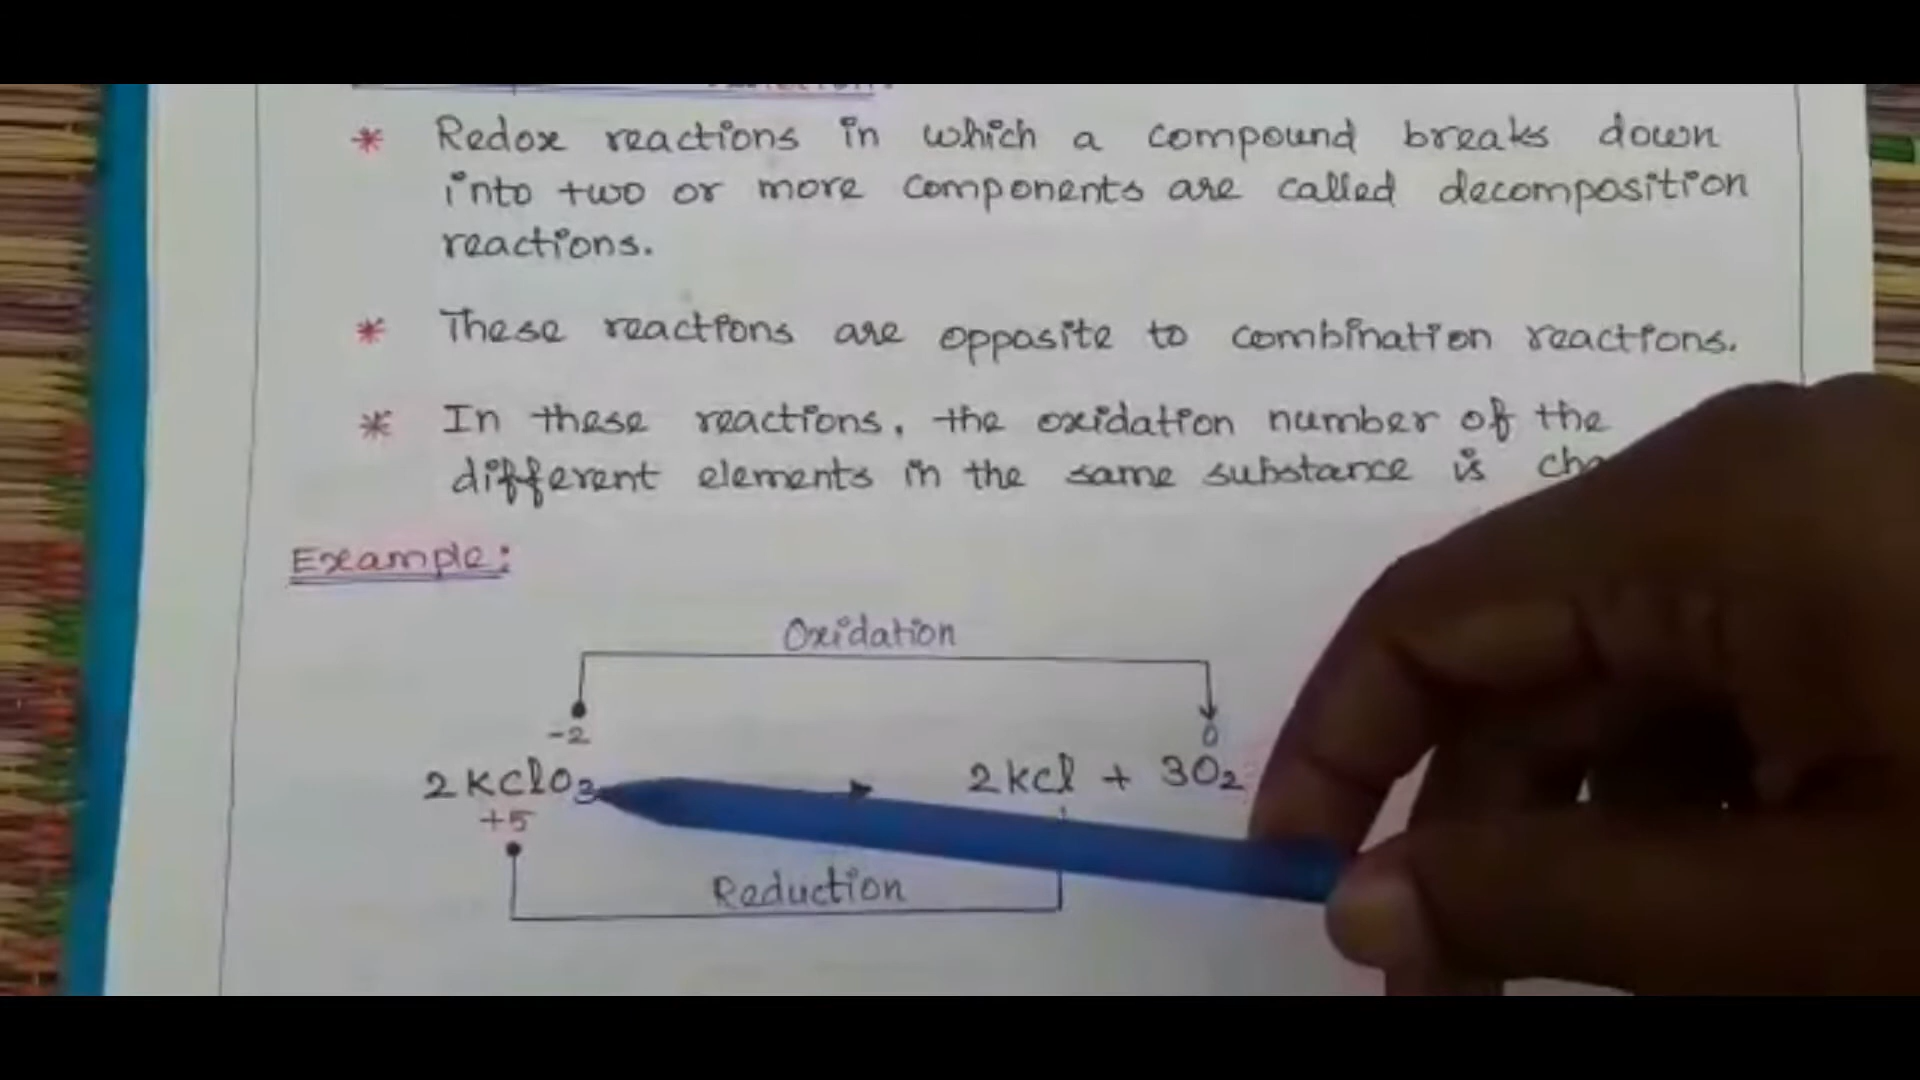 * Redox reactions in which a compound breaks down
into two or more components are called decomposition
reactions.
* These reactions are opposite to combination reactions.
* In these reactions, the oxidation number of the
different elements in the same substance is
Example:
Oxidation
-2 0
2KClO3 2KCl + 3O2
+5
Reduction